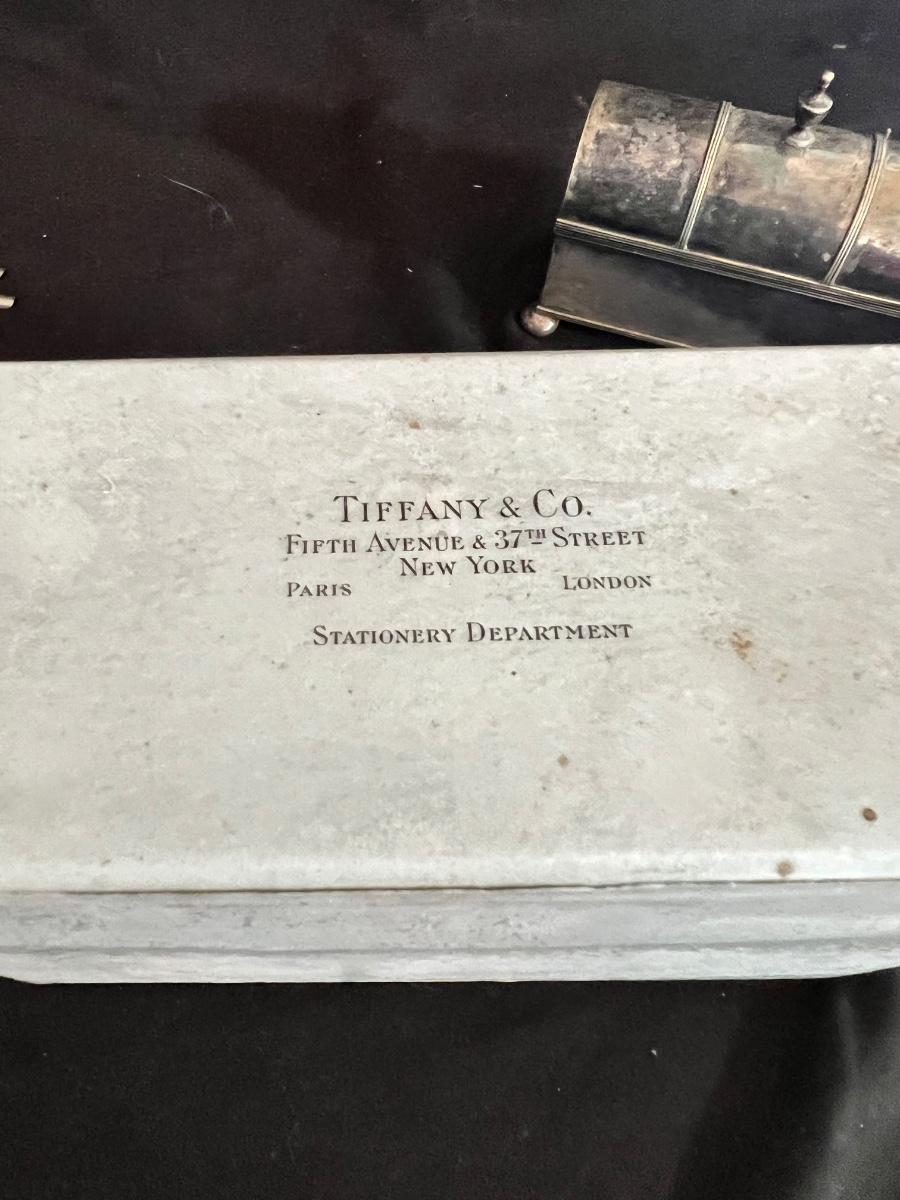 Tiffany & Co.
Fifth Avenue & 37TH Street
New York
Paris London
Stationery Department